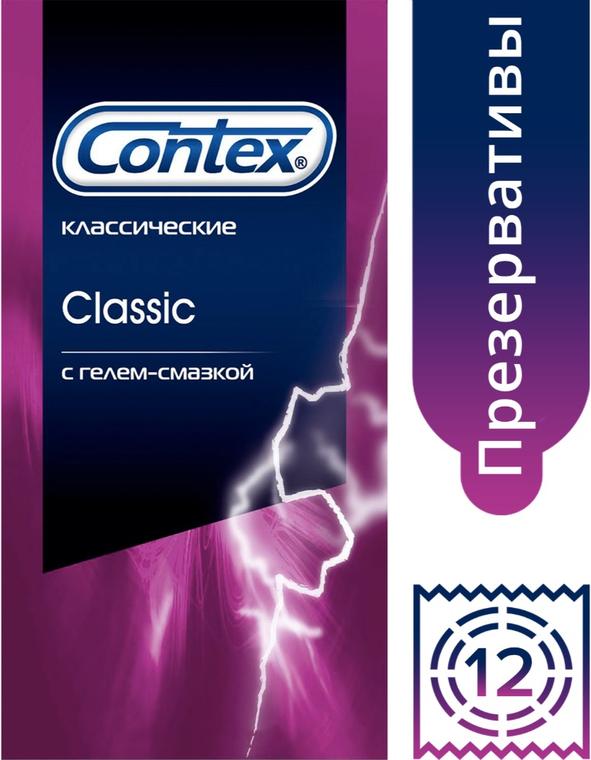 Contex®
классические
Classic
с гелем-смазкой
Презервативы
12